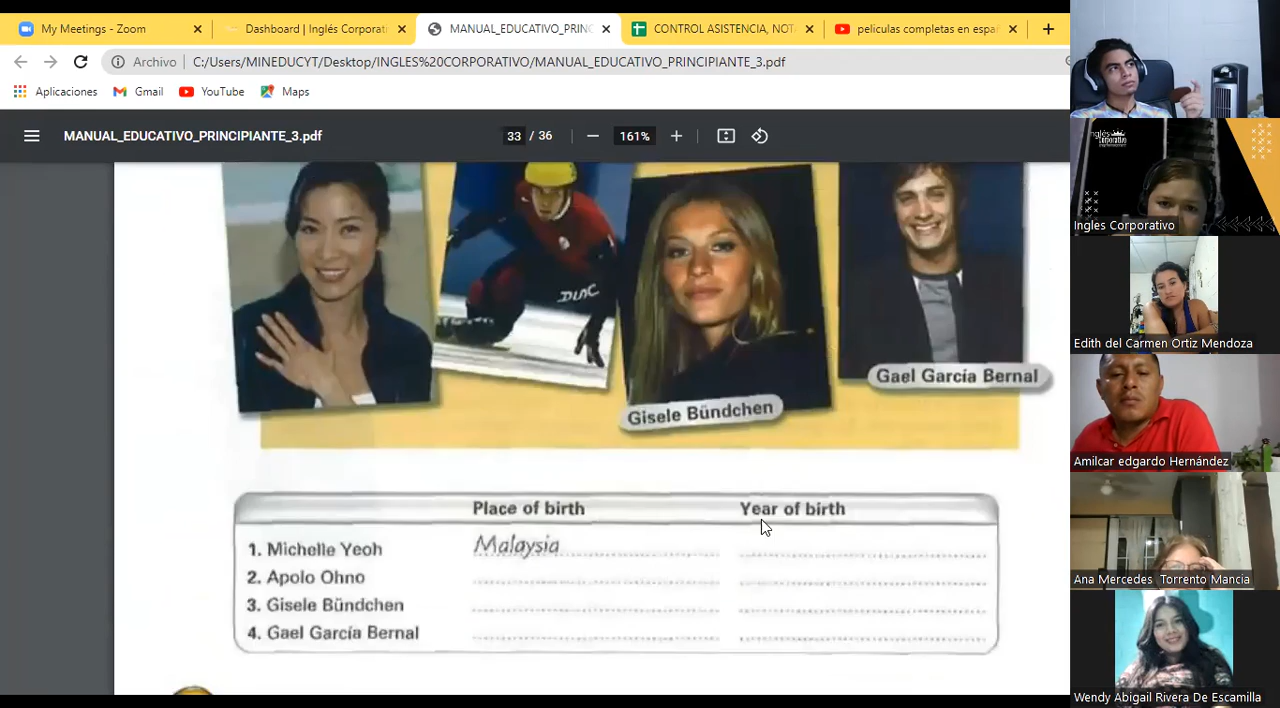 My Meetings - Zoom
Dashboard | Inglés Corporati
MANUAL_EDUCATIVO_PRINC
CONTROL ASISTENCIA, NOT
peliculas completas en espa
Archivo | C:/Users/MINEDUCYT/Desktop/INGLES%20CORPORATIVO/MANUAL_EDUCATIVO_PRINCIPIANTE_3.pdf
Aplicaciones Gmail YouTube Maps
MANUAL_EDUCATIVO_PRINCIPIANTE_3.pdf 33 / 36 161%
Gael García Bernal
Gisele Bündchen
Place of birth Year of birth
1. Michelle Yeoh Malaysia
2. Apolo Ohno
3. Gisele Bündchen
4. Gael García Bernal
Inglés
Corporativo
Ingles Corporativo
Edith del Carmen Ortiz Mendoza
Amilcar edgardo Hernández
Ana Mercedes Torrento Mancia
Wendy Abigail Rivera De Escamilla